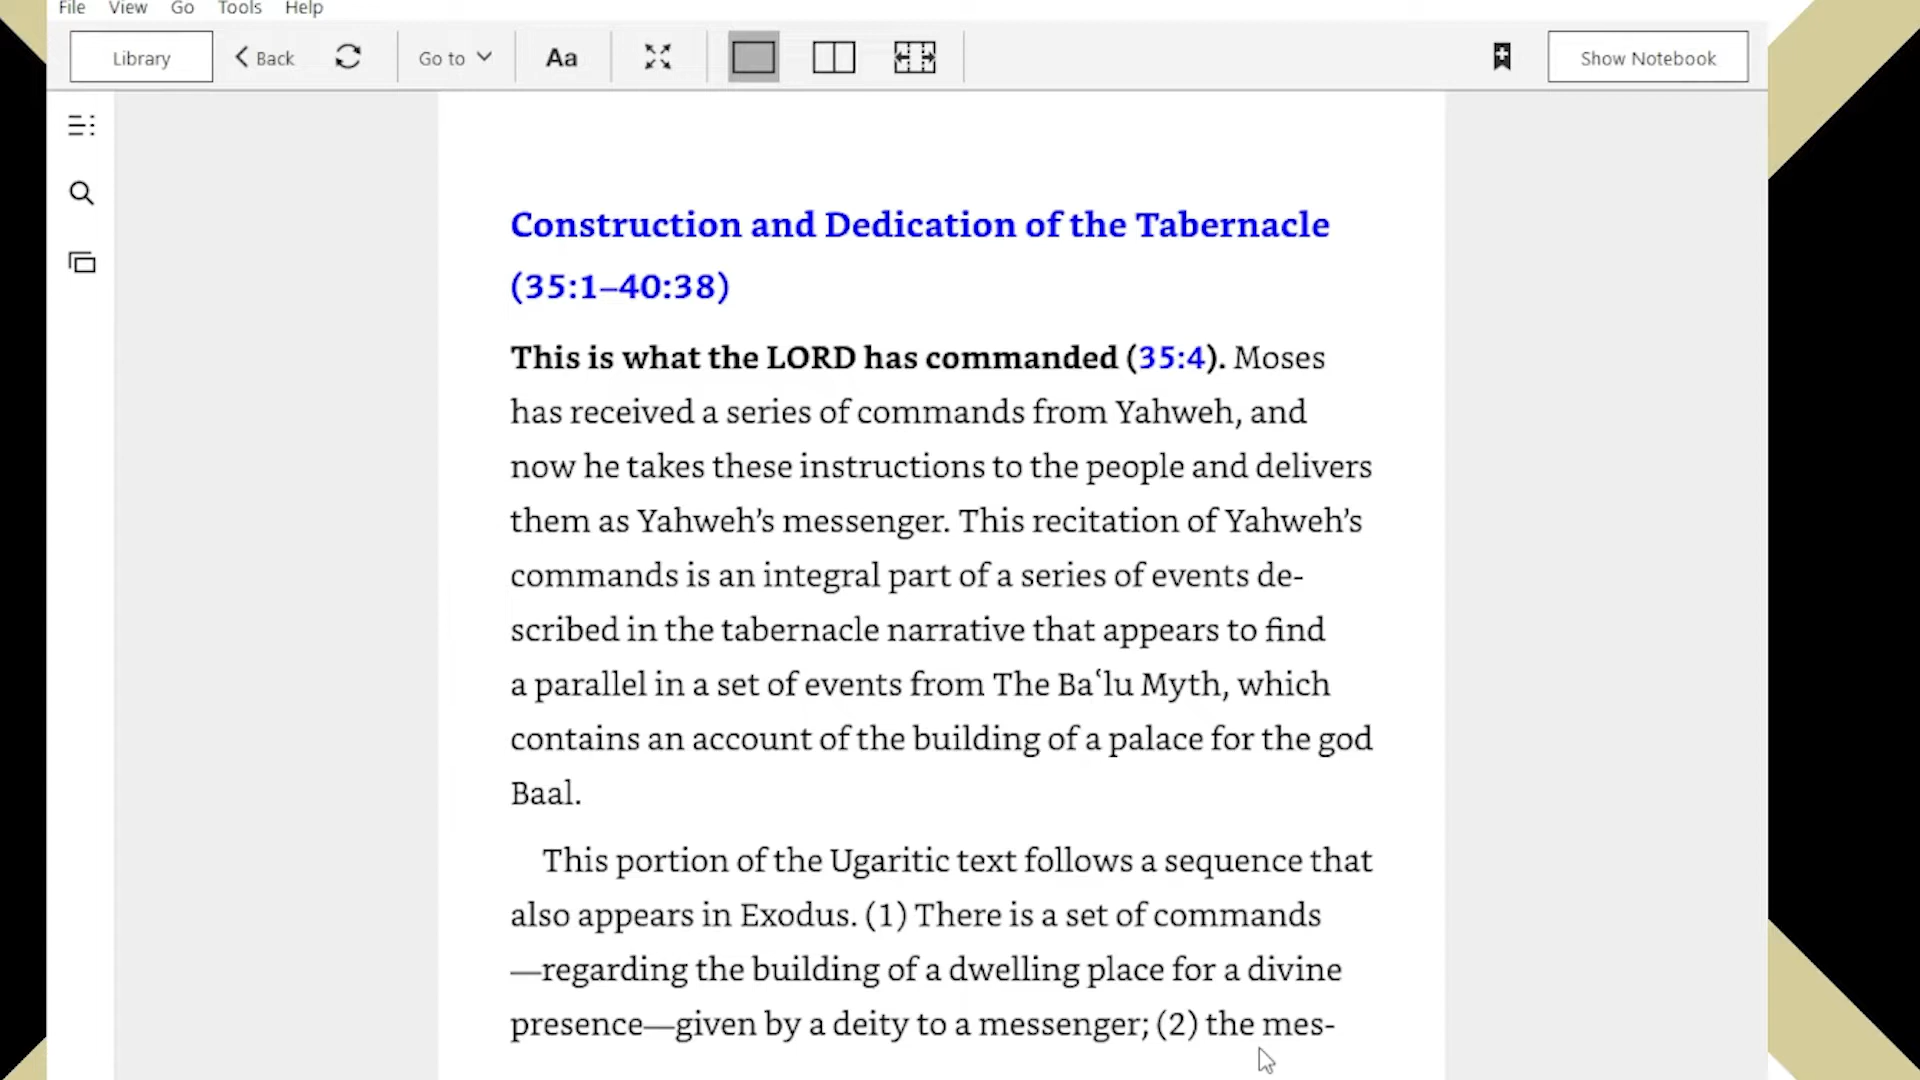 File View Go Tools Help
Library Back Go to Aa Show Notebook
Construction and Dedication of the Tabernacle
(35:1–40:38)
This is what the LORD has commanded (35:4). Moses
has received a series of commands from Yahweh, and
now he takes these instructions to the people and delivers
them as Yahweh’s messenger. This recitation of Yahweh’s
commands is an integral part of a series of events de-
scribed in the tabernacle narrative that appears to find
a parallel in a set of events from The Baʿlu Myth, which
contains an account of the building of a palace for the god
Baal.
This portion of the Ugaritic text follows a sequence that
also appears in Exodus. (1) There is a set of commands
—regarding the building of a dwelling place for a divine
presence—given by a deity to a messenger; (2) the mes-